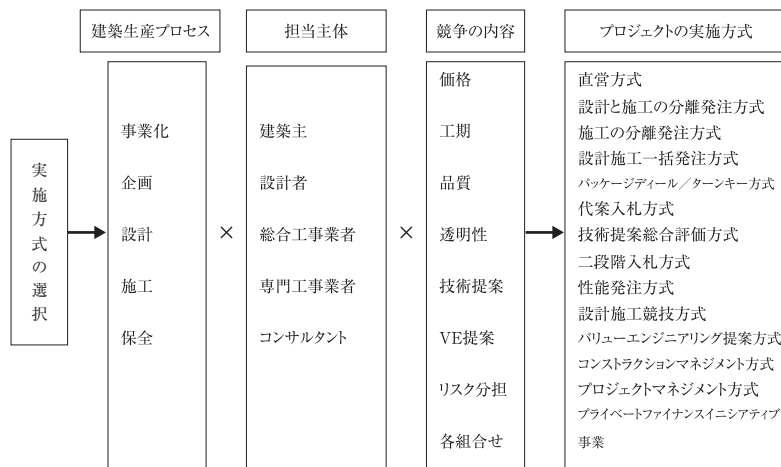 建築生産プロセス
担当主体
競争の内容
プロジェクトの実施方式
実施方式の選択
事業化
企画
設計
施工
保全
×
建築主
設計者
総合工事業者
専門工事業者
コンサルタント
×
価格
工期
品質
透明性
技術提案
VE提案
リスク分担
各組合せ
直営方式
設計と施工の分離発注方式
施工の分離発注方式
設計施工一括発注方式
パッケージディール／ターンキー方式
代案入札方式
技術提案総合評価方式
二段階入札方式
性能発注方式
設計施工競技方式
バリューエンジニアリング提案方式
コンストラクションマネジメント方式
プロジェクトマネジメント方式
プライベートファイナンスイニシアティブ
事業